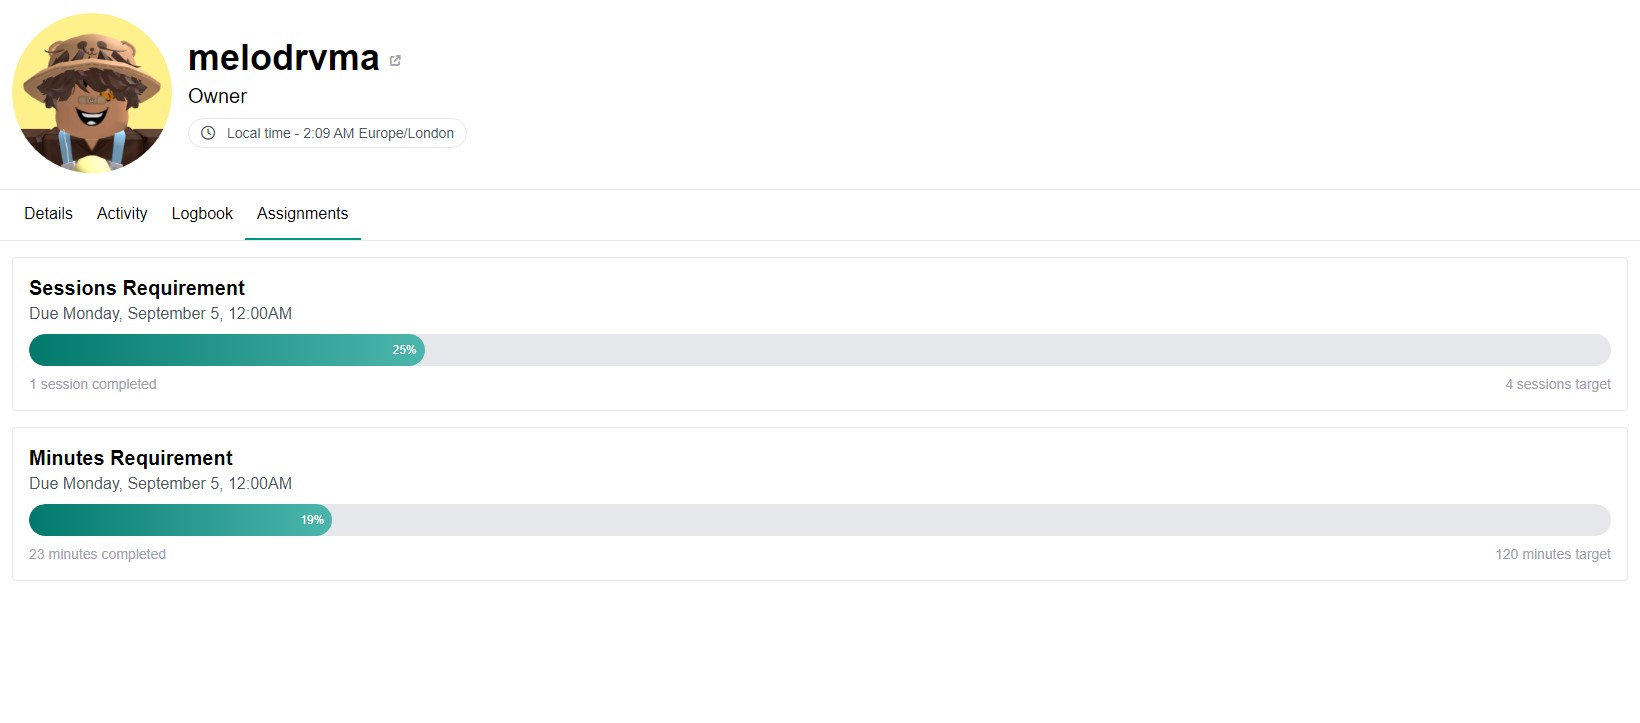 melodrvma
Owner
Local time - 2:09 AM Europe/London
Details Activity Logbook Assignments
Sessions Requirement
Due Monday, September 5, 12:00AM
25%
1 session completed 4 sessions target
Minutes Requirement
Due Monday, September 5, 12:00AM
19%
23 minutes completed 120 minutes target